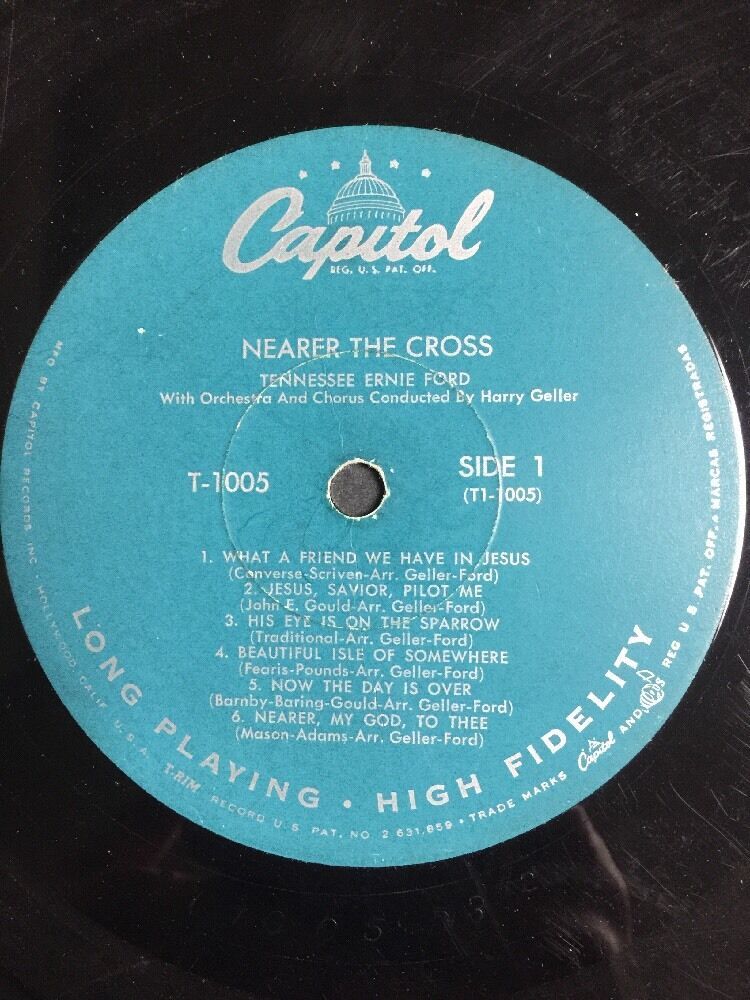 Capitol
REG. U.S. PAT. OFF.
NEARER THE CROSS
TENNESSEE ERNIE FORD
With Orchestra And Chorus Conducted By Harry Geller
T-1005
SIDE 1
(T1-1005)
1. WHAT A FRIEND WE HAVE IN JESUS
(Converse-Scriven-Arr. Geller-Ford)
2. JESUS, SAVIOR, PILOT ME
(John E. Gould-Arr. Geller-Ford)
3. HIS EYE IS ON THE SPARROW
(Traditional-Arr. Geller-Ford)
4. BEAUTIFUL ISLE OF SOMEWHERE
(Fearis-Pounds-Arr. Geller-Ford)
5. NOW THE DAY IS OVER
(Barnby-Baring-Gould-Arr. Geller-Ford)
6. NEARER, MY GOD, TO THEE
(Mason-Adams-Arr. Geller-Ford)
LONG PLAYING • HIGH FIDELITY
MFD BY CAPITOL RECORDS INC • HOLLYWOOD, CALIF. U.S.A. T-RIM RECORD U.S. PAT. NO 2 631,859 • TRADE MARKS Capitol AND REG U S PAT. OFF. • MARCAS REGISTRADAS